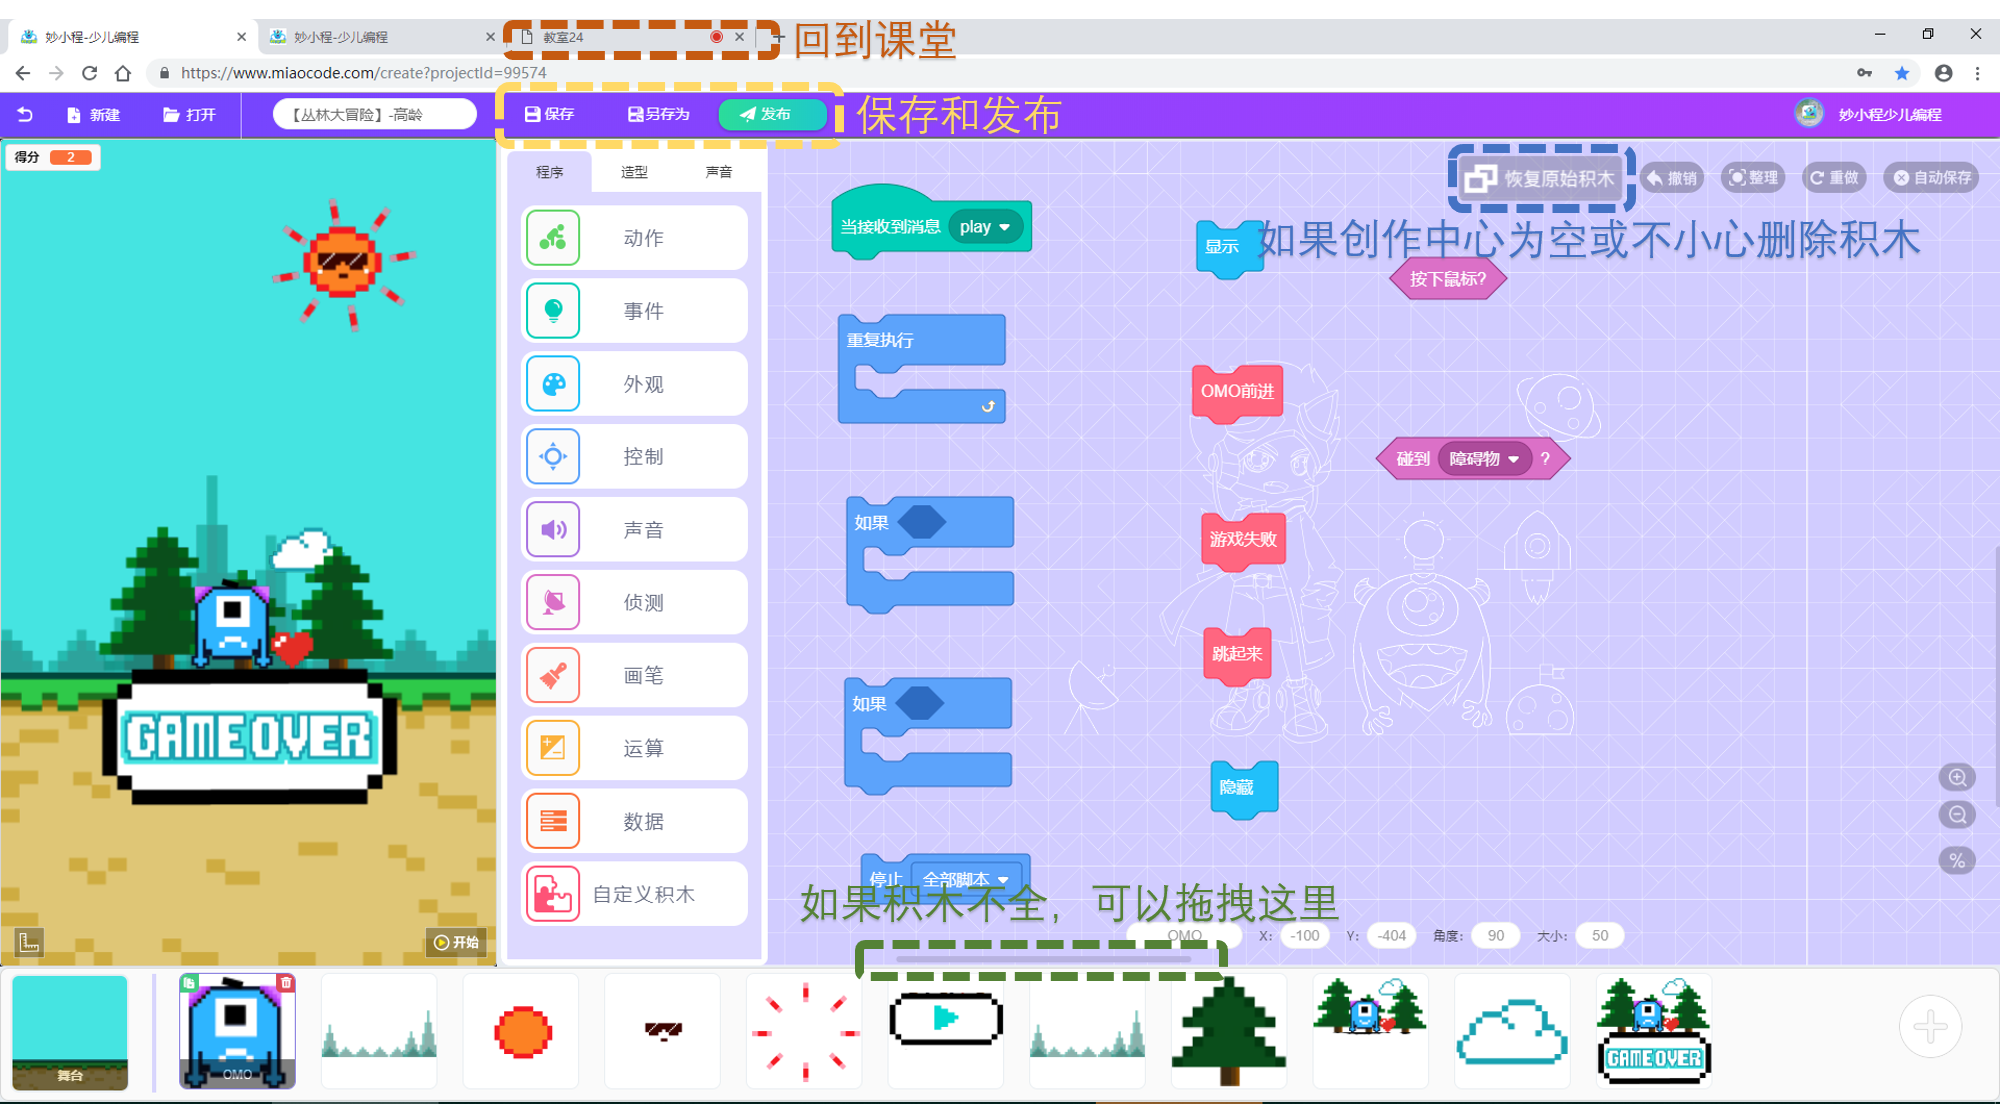 妙小程-少儿编程
妙小程-少儿编程
教室24
回到课堂
https://www.miaocode.com/create?projectId=99574
新建
打开
【丛林大冒险】-高龄
保存
另存为
发布
保存和发布
妙小程少儿编程
得分 2
程序
造型
声音
恢复原始积木
撤销
整理
重做
自动保存
如果创作中心为空或不小心删除积木
动作
事件
外观
控制
声音
侦测
画笔
运算
数据
自定义积木
当接收到消息 play
显示
按下鼠标?
重复执行
OMO前进
碰到 障碍物 ?
如果
游戏失败
跳起来
如果
隐藏
停止 全部脚本
GAME OVER
如果积木不全，可以拖拽这里
开始
OMO
X: -100
Y: -404
角度: 90
大小: 50
%
舞台
OMO
GAME OVER